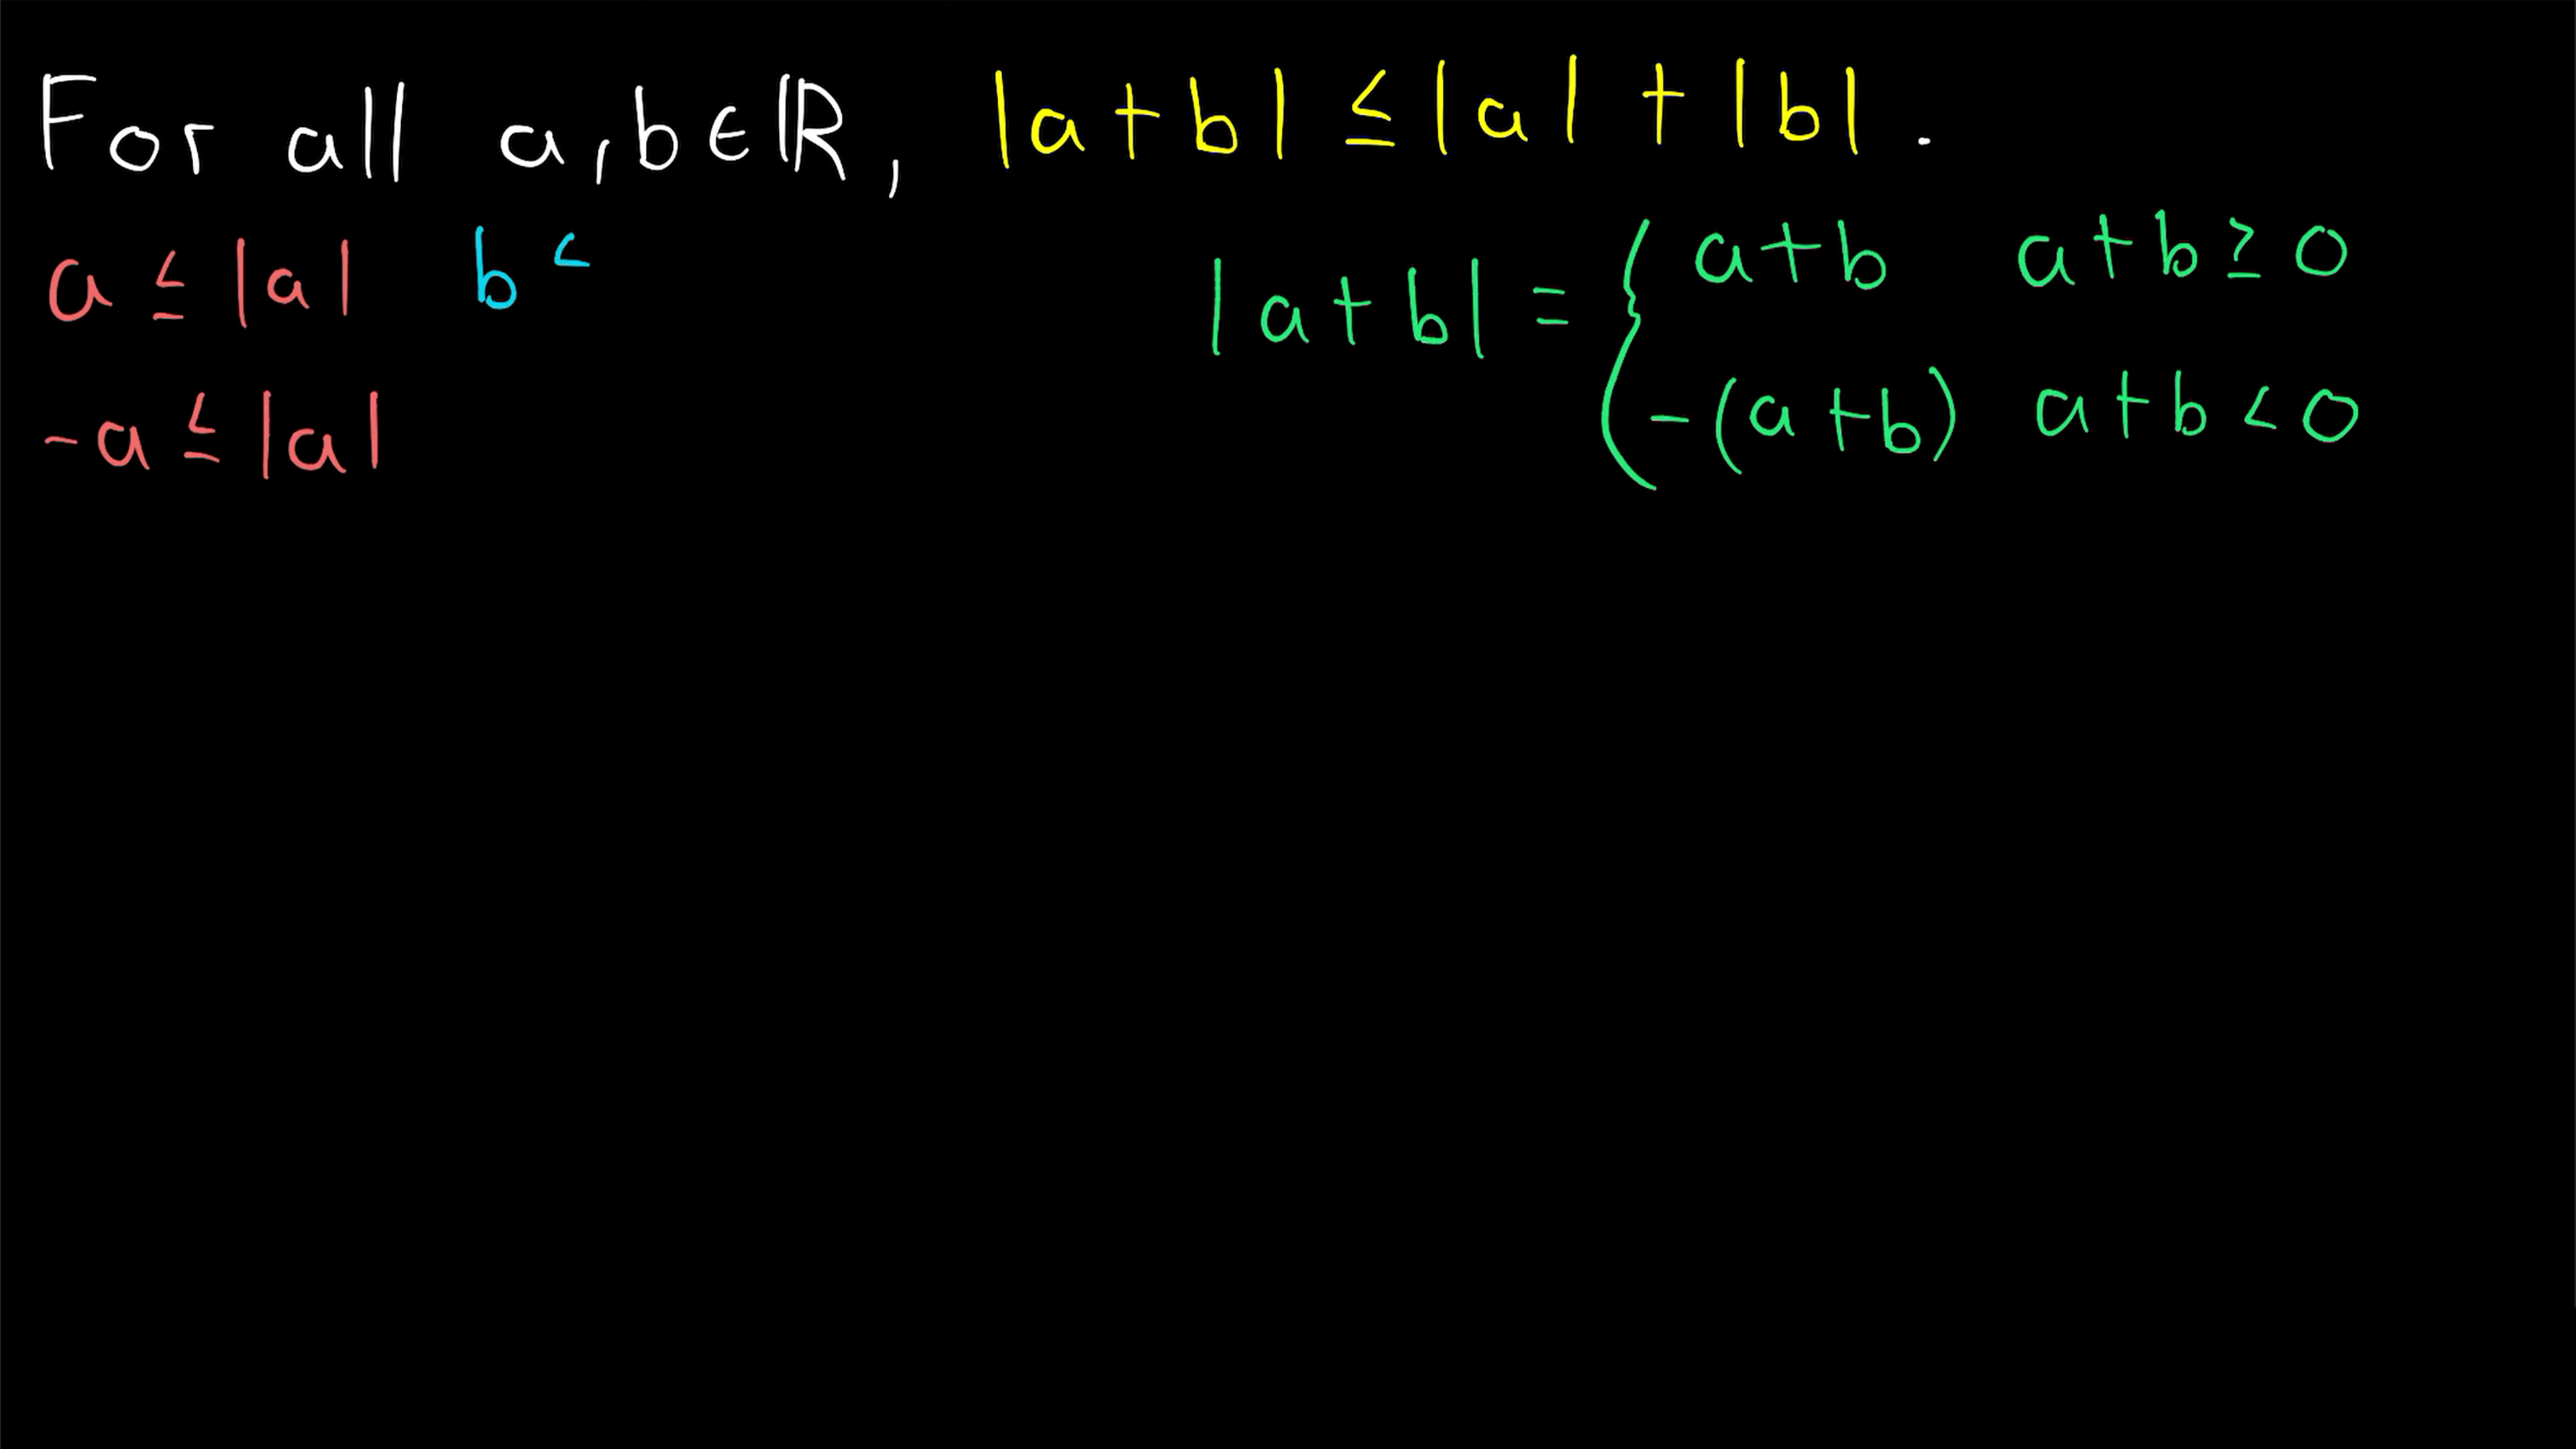 For all a, b ∈ ℝ, |a+b| ≤ |a| + |b|.
a ≤ |a|   b <
-a ≤ |a|
|a+b| = { a+b   a+b ≥ 0
-(a+b)   a+b < 0